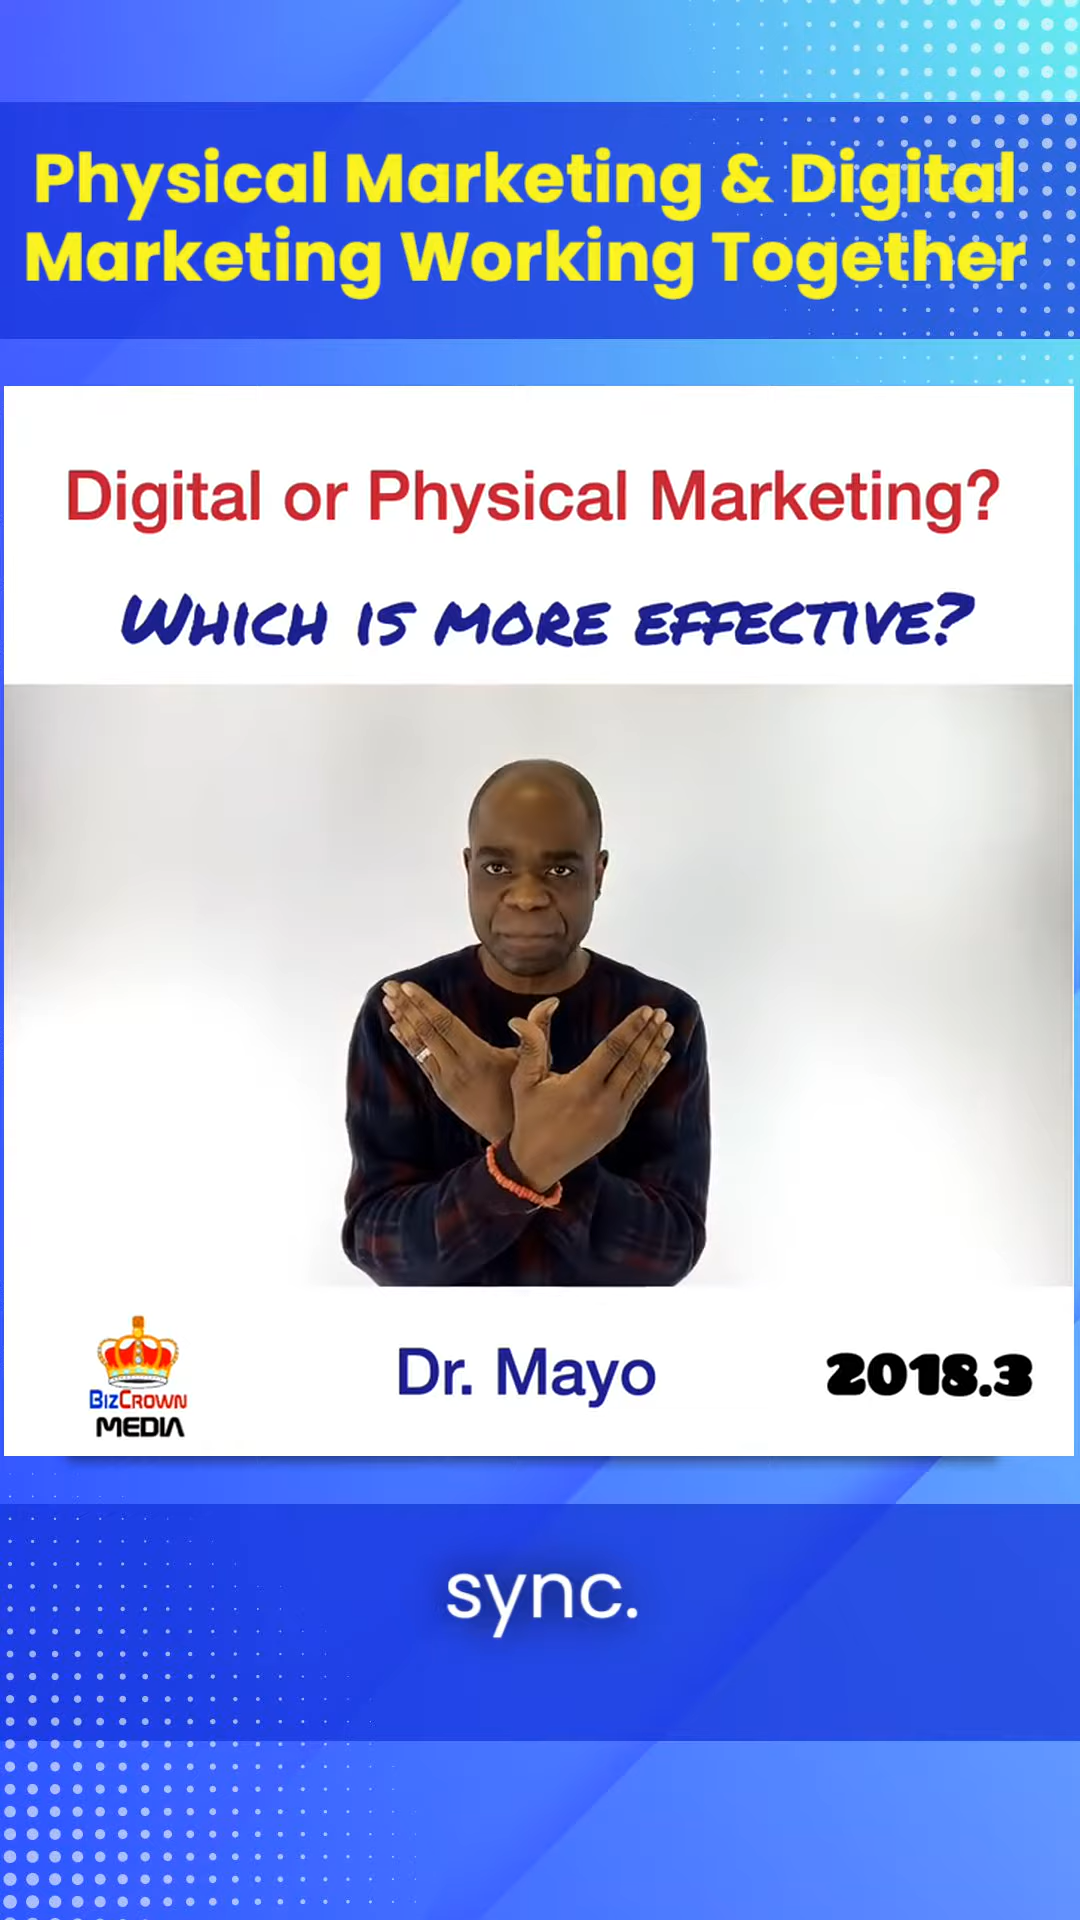 Physical Marketing & Digital
Marketing Working Together
Digital or Physical Marketing?
WHICH IS MORE EFFECTIVE?
BIZCROWN
MEDIA
Dr. Mayo
2018.3
sync.